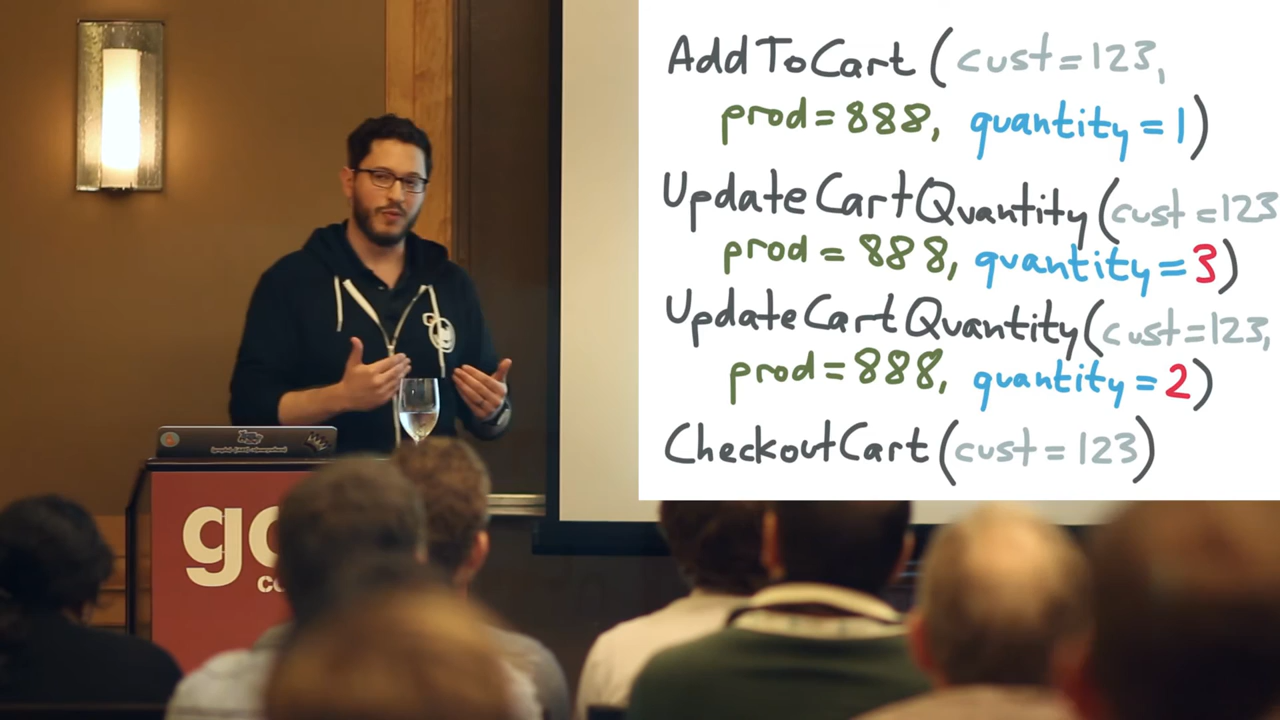 AddToCart (cust=123,
prod=888, quantity=1)
UpdateCartQuantity (cust=123
prod=888, quantity=3)
UpdateCartQuantity (cust=123,
prod=888, quantity=2)
CheckoutCart (cust=123)